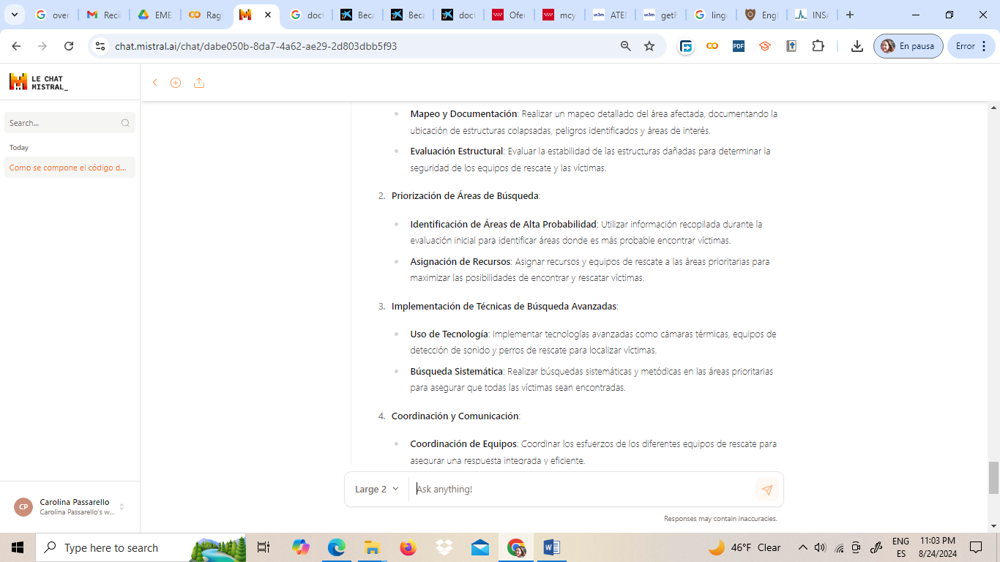 over
Recib
EME
Rag
doct
Beca
Beca
doct
Ofer
mcy
ATE
getF
ling
Engl
INSA
chat.mistral.ai/chat/dabe050b-8da7-4a62-ae29-2d803dbb5f93
PDF
En pausa
Error
LE CHAT
MISTRAL_
Search...
Today
Como se compone el código d...
Mapeo y Documentación: Realizar un mapeo detallado del área afectada, documentando la
ubicación de estructuras colapsadas, peligros identificados y áreas de interés.
Evaluación Estructural: Evaluar la estabilidad de las estructuras dañadas para determinar la
seguridad de los equipos de rescate y las víctimas.
2. Priorización de Áreas de Búsqueda:
Identificación de Áreas de Alta Probabilidad: Utilizar información recopilada durante la
evaluación inicial para identificar áreas donde es más probable encontrar víctimas.
Asignación de Recursos: Asignar recursos y equipos de rescate a las áreas prioritarias para
maximizar las posibilidades de encontrar y rescatar víctimas.
3. Implementación de Técnicas de Búsqueda Avanzadas:
Uso de Tecnología: Implementar tecnologías avanzadas como cámaras térmicas, equipos de
detección de sonido y perros de rescate para localizar víctimas.
Búsqueda Sistemática: Realizar búsquedas sistemáticas y metódicas en las áreas prioritarias
para asegurar que todas las víctimas sean encontradas.
4. Coordinación y Comunicación:
Coordinación de Equipos: Coordinar los esfuerzos de los diferentes equipos de rescate para
asegurar una respuesta integrada y eficiente.
Large 2
Ask anything!
Responses may contain inaccuracies.
CP
Carolina Passarello
Carolina Passarello's w...
Type here to search
46°F Clear
ENG
ES
11:03 PM
8/24/2024